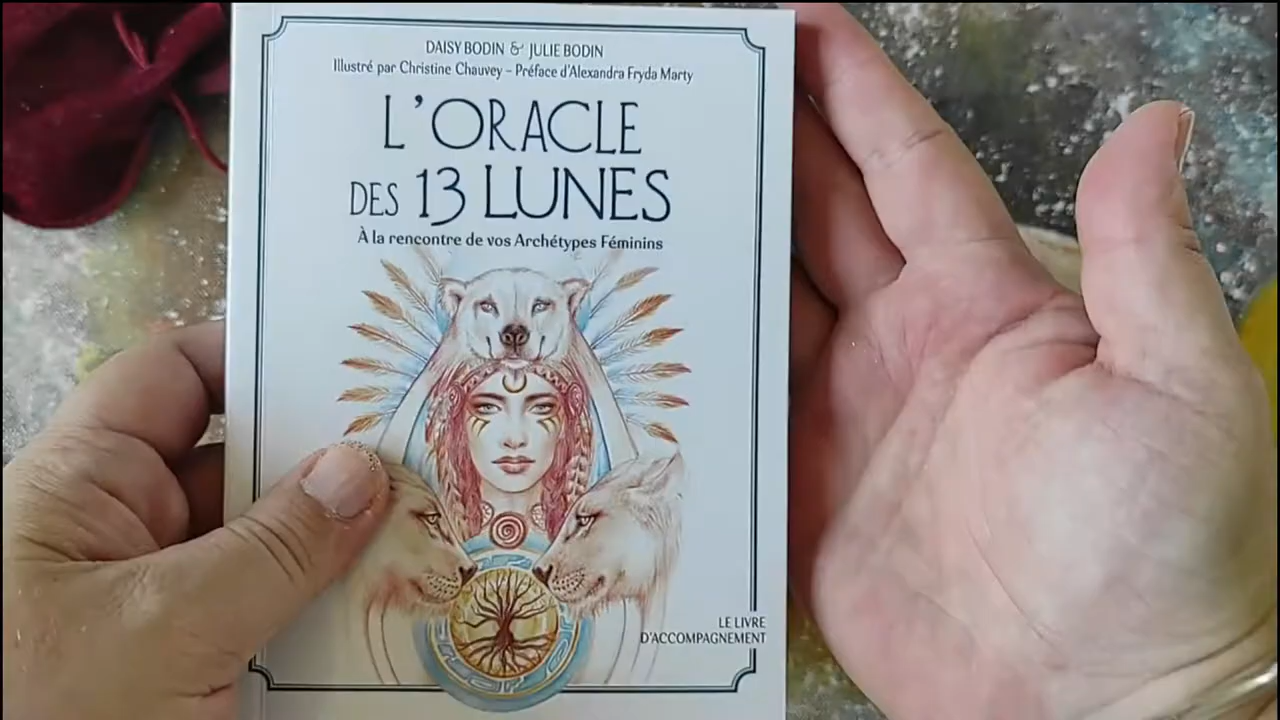 DAISY BODIN & JULIE BODIN
Illustré par Christine Chauvey – Préface d'Alexandra Fryda Marty
L'ORACLE
DES 13 LUNES
À la rencontre de vos Archétypes Féminins
LE LIVRE
D'ACCOMPAGNEMENT